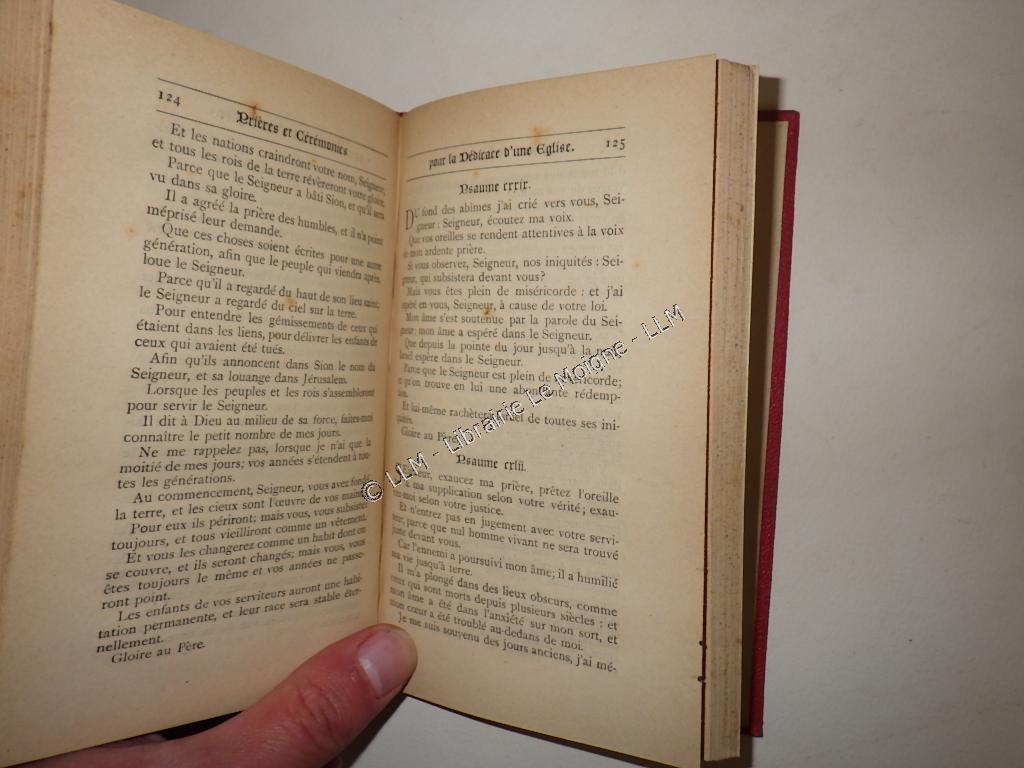 124
Prières et Cérémonies
Et les nations craindront votre nom, Seigneur,
et tous les rois de la terre révèreront votre gloire.
Parce que le Seigneur a bâti Sion, et qu'il sera
vu dans sa gloire.
Il a agréé la prière des humbles, et il n'a point
méprisé leur demande.
Que ces choses soient écrites pour une autre
génération, afin que le peuple qui viendra après,
loue le Seigneur.
Parce qu'il a regardé du haut de son lieu saint;
le Seigneur a regardé du ciel sur la terre.
Pour entendre les gémissements de ceux qui
étaient dans les liens, pour délivrer les enfants de
ceux qui avaient été tués.
Afin qu'ils annoncent dans Sion le nom du
Seigneur, et sa louange dans Jérusalem.
Lorsque les peuples et les rois s'assembleront
pour servir le Seigneur.
Il dit à Dieu au milieu de sa force, faites-moi
connaître le petit nombre de mes jours.
Ne me rappelez pas, lorsque je n'ai que la
moitié de mes jours; vos années s'étendent à tou-
tes les générations.
Au commencement, Seigneur, vous avez fondé
la terre, et les cieux sont l'œuvre de vos mains.
Pour eux ils périront; mais vous, vous subsistez
toujours, et tous vieilliront comme un vêtement.
Et vous les changerez comme un habit dont on
se couvre, et ils seront changés; mais vous, vous
êtes toujours le même et vos années ne passe-
ront point.
Les enfants de vos serviteurs auront une habi-
tation permanente, et leur race sera stable éter-
nellement.
Gloire au Père.
pour la Dédicace d'une Eglise.
125
Psaume cxxix.
DU fond des abîmes j'ai crié vers vous, Sei-
gneur : Seigneur, écoutez ma voix.
Que vos oreilles se rendent attentives à la voix
de mon ardente prière.
Si vous observez, Seigneur, nos iniquités : Sei-
gneur, qui subsistera devant vous?
Mais vous êtes plein de miséricorde : et j'ai
espéré en vous, Seigneur, à cause de votre loi.
Mon âme s'est soutenue par la parole du Sei-
gneur; mon âme a espéré dans le Seigneur.
Que depuis la pointe du jour jusqu'à la
Israël espère dans le Seigneur.
Parce que le Seigneur est plein de miséricorde;
et qu'on trouve en lui une abondante rédemp-
tion.
Et lui-même rachètera de toutes ses ini-
quités.
Gloire au Père.
Psaume cxlii.
exaucez ma prière, prêtez l'oreille
à ma supplication selon votre vérité; exau-
cez-moi selon votre justice.
Et n'entrez pas en jugement avec votre servi-
teur, parce que nul homme vivant ne sera trouvé
juste devant vous.
Car l'ennemi a poursuivi mon âme; il a humilié
ma vie jusqu'à terre.
Il m'a plongé dans des lieux obscurs, comme
ceux qui sont morts depuis plusieurs siècles : et
mon âme a été dans l'anxiété sur mon sort, et
mon cœur a été troublé au-dedans de moi.
Je me suis souvenu des jours anciens, j'ai mé-
© LLM - Librairie Le Moigne - LLM